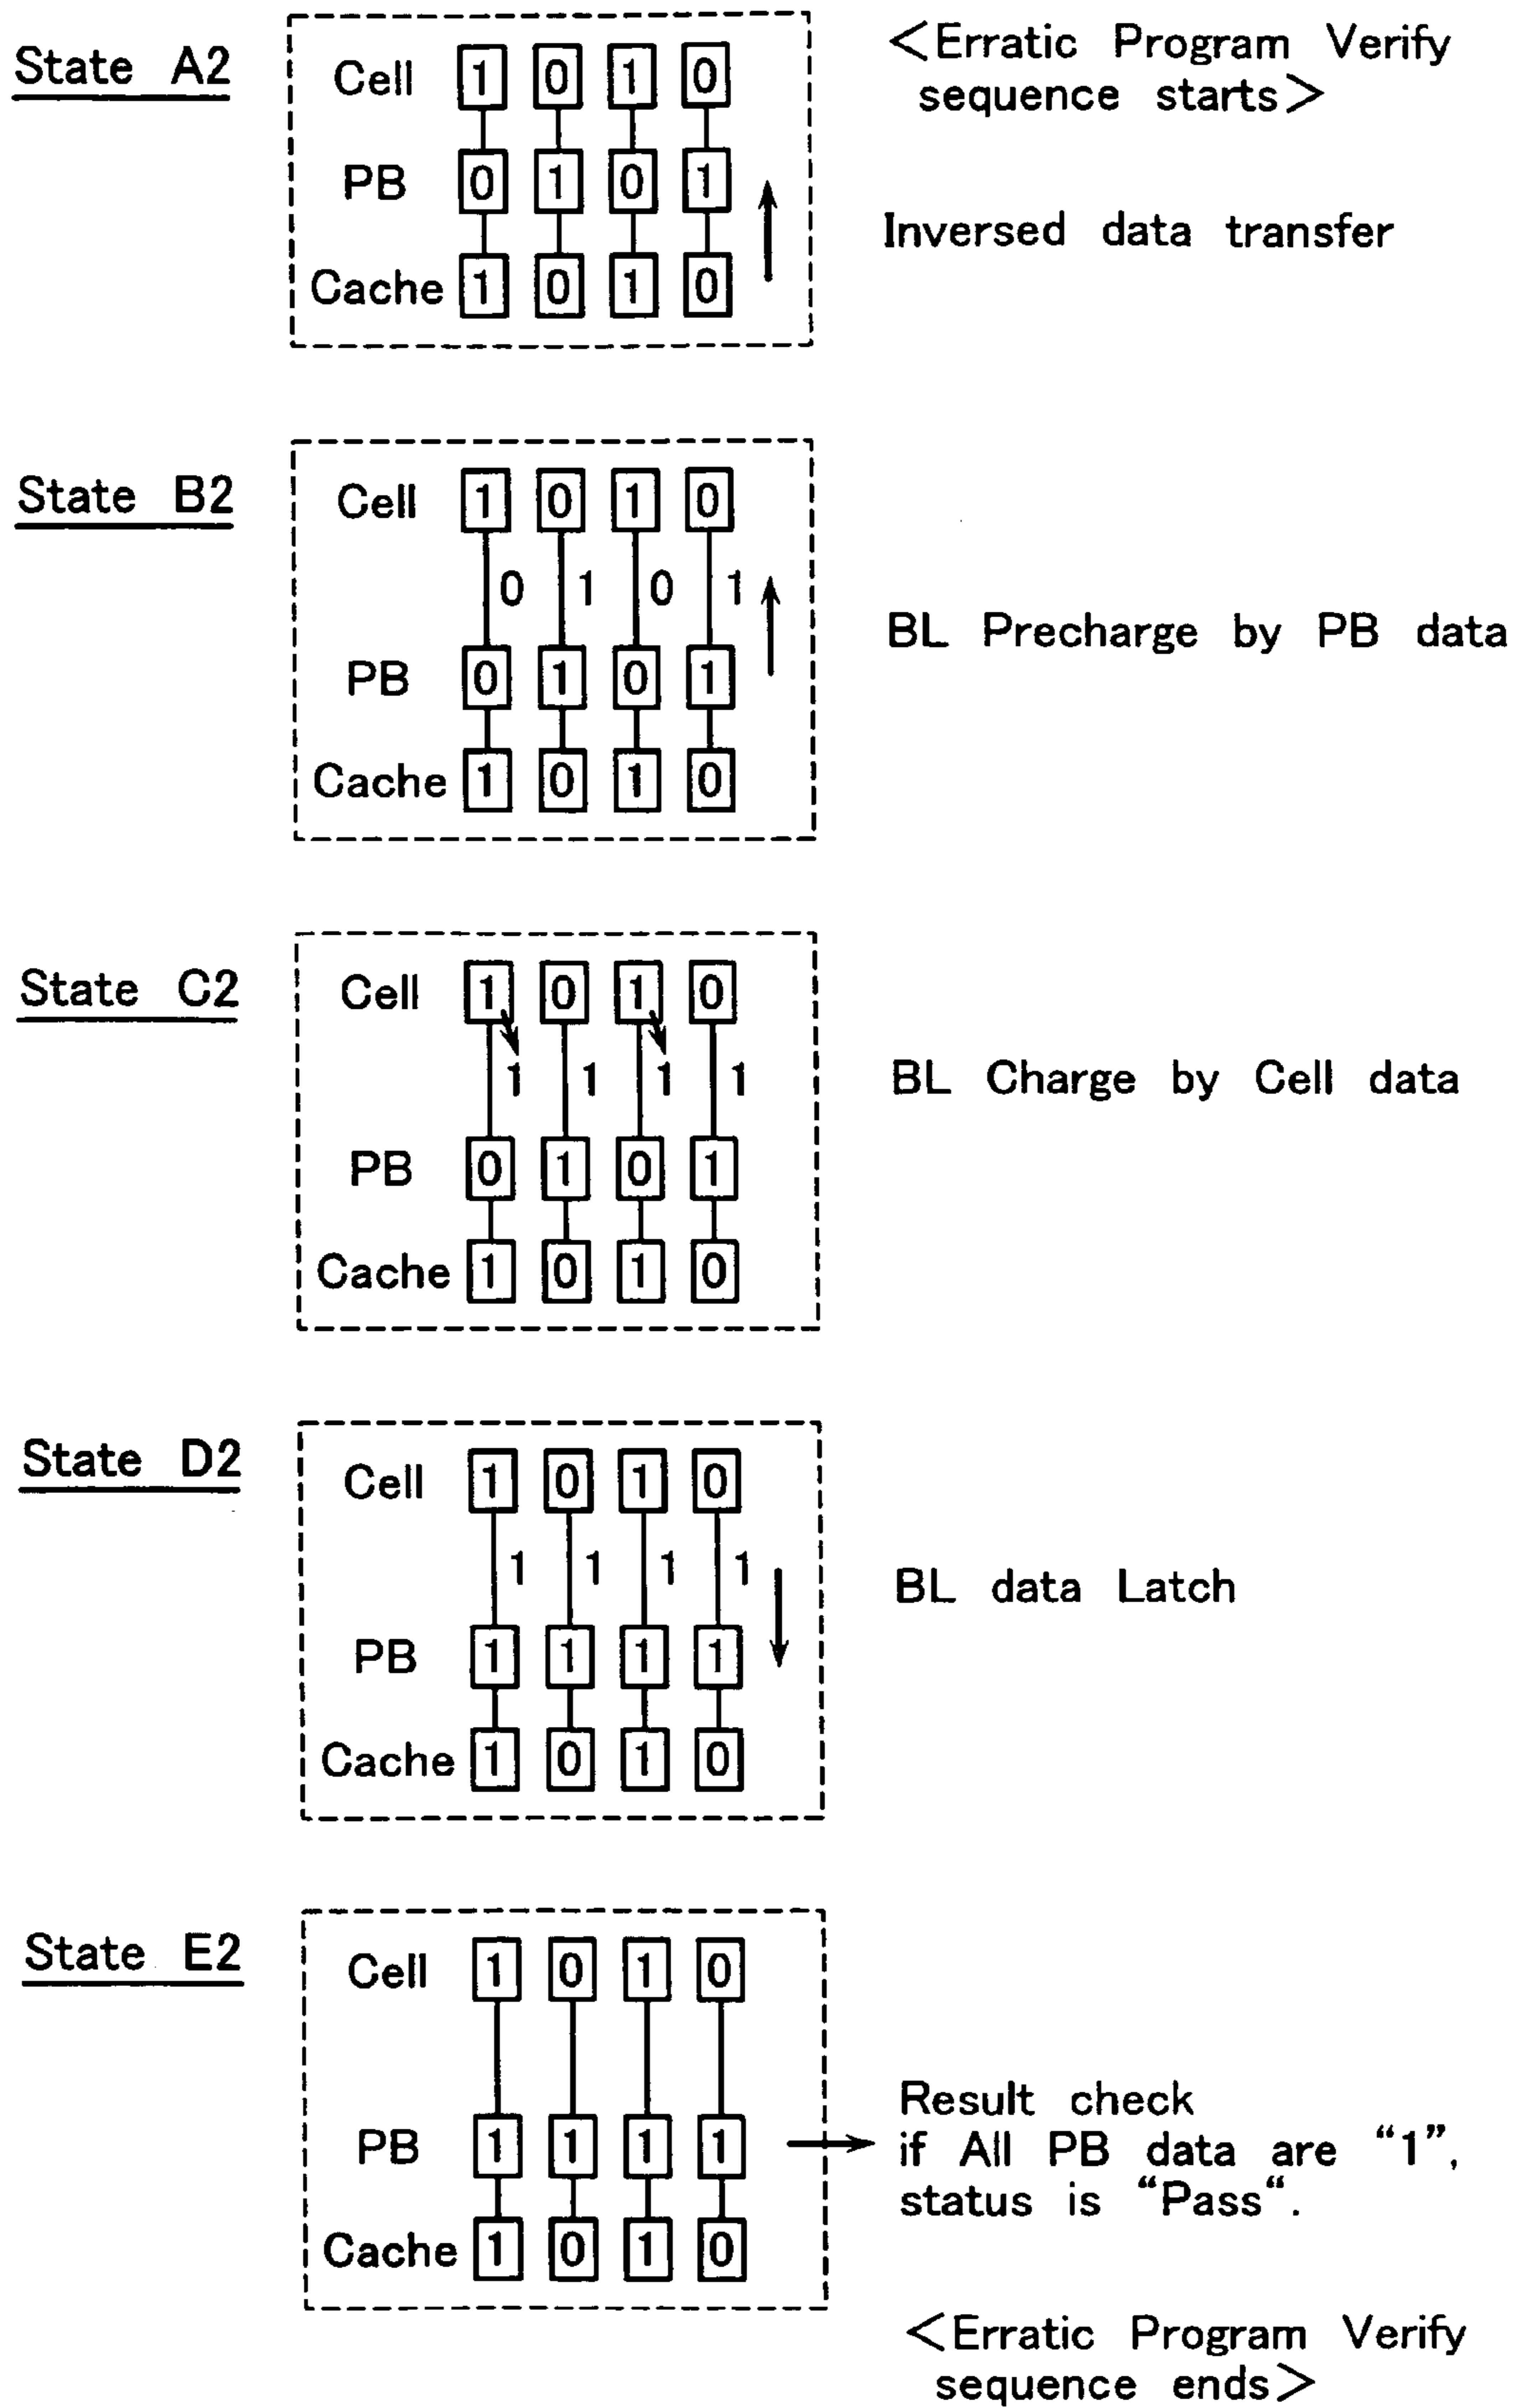 State A2
<Erratic Program Verify
sequence starts>
Cell 1 0 1 0
PB 0 1 0 1
Inversed data transfer
Cache 1 0 1 0
State B2
Cell 1 0 1 0
0 1 0 1
BL Precharge by PB data
PB 0 1 0 1
Cache 1 0 1 0
State C2
Cell 1 0 1 0
1 1 1 1
BL Charge by Cell data
PB 0 1 0 1
Cache 1 0 1 0
State D2
Cell 1 0 1 0
1 1 1 1
BL data Latch
PB 1 1 1 1
Cache 1 0 1 0
State E2
Cell 1 0 1 0
PB 1 1 1 1
Cache 1 0 1 0
Result check
if All PB data are “1”,
status is “Pass“.
<Erratic Program Verify
sequence ends>